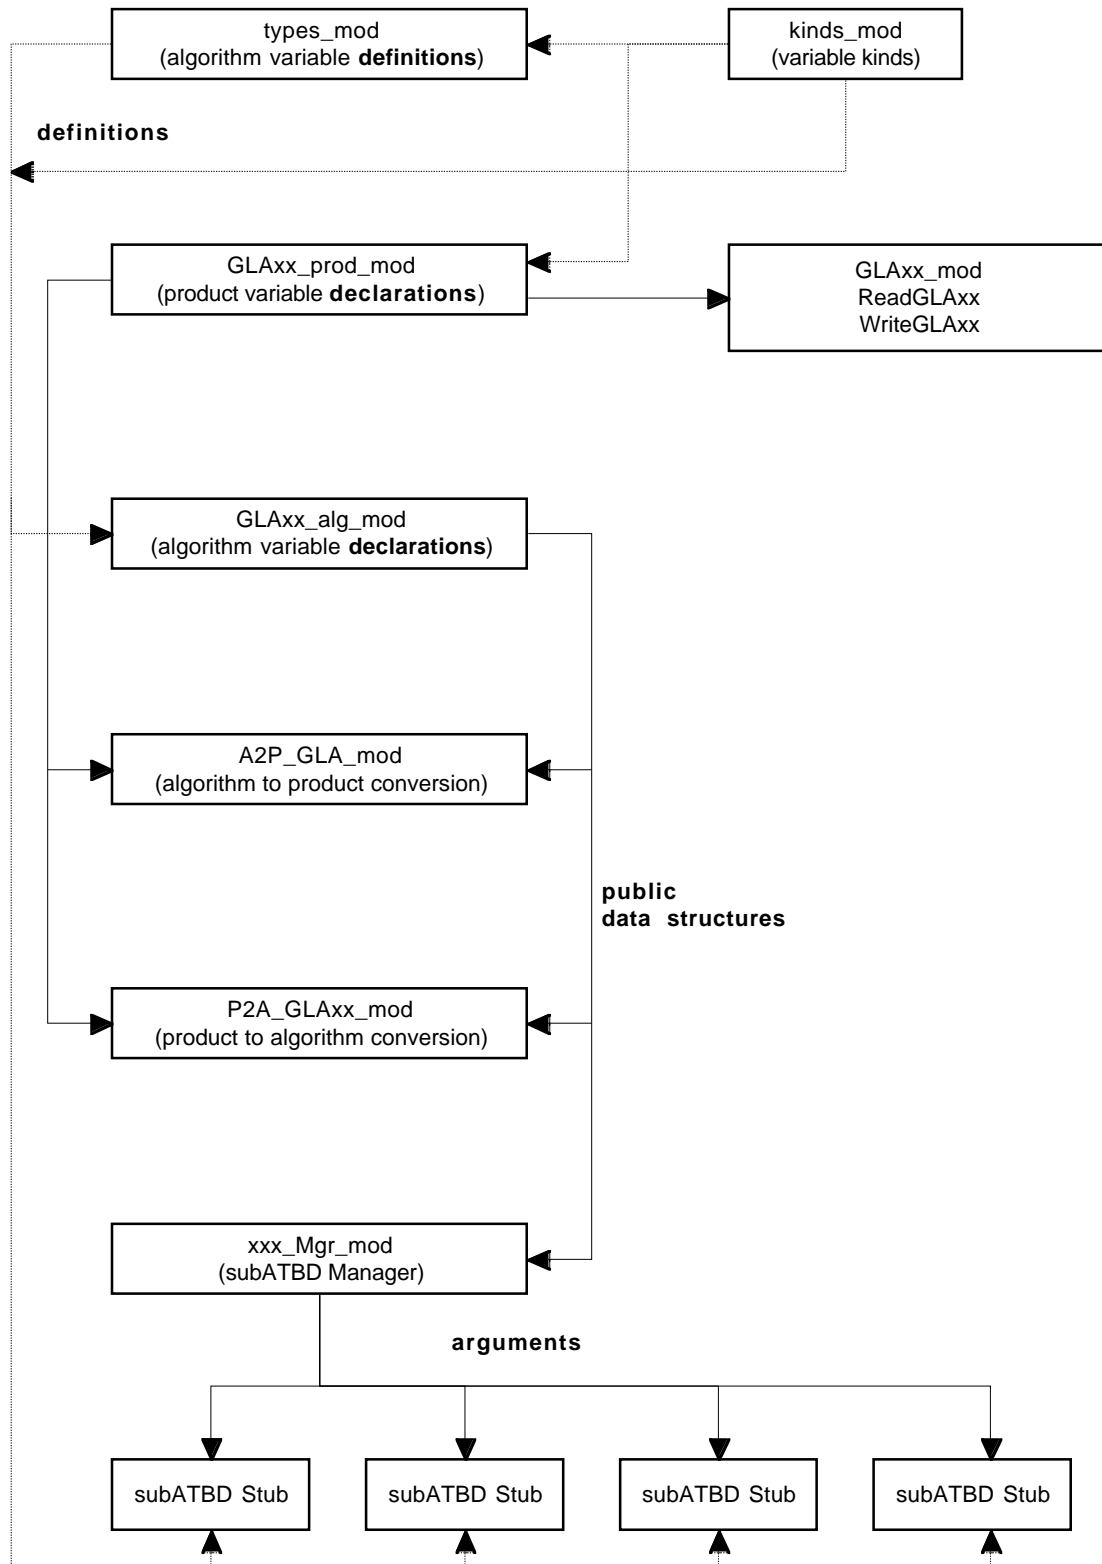 types_mod
(algorithm variable definitions)
kinds_mod
(variable kinds)
definitions
GLAxx_prod_mod
(product variable declarations)
GLAxx_mod
ReadGLAxx
WriteGLAxx
GLAxx_alg_mod
(algorithm variable declarations)
A2P_GLA_mod
(algorithm to product conversion)
public
data structures
P2A_GLAxx_mod
(product to algorithm conversion)
xxx_Mgr_mod
(subATBD Manager)
arguments
subATBD Stub
subATBD Stub
subATBD Stub
subATBD Stub